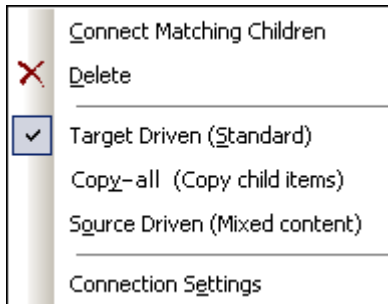 Connect Matching Children
Delete
Target Driven (Standard)
Copy-all (Copy child items)
Source Driven (Mixed content)
Connection Settings